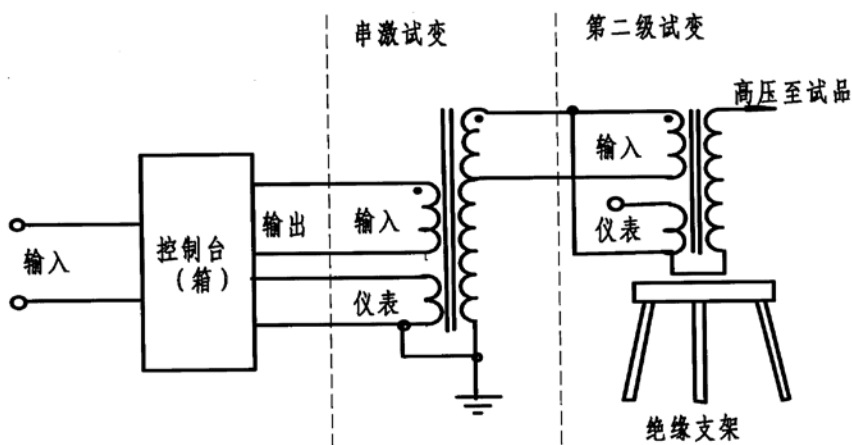 串激试变
第二级试变
高压至试品
输入
控制台
（箱）
输出
输入
仪表
输入
仪表
绝缘支架